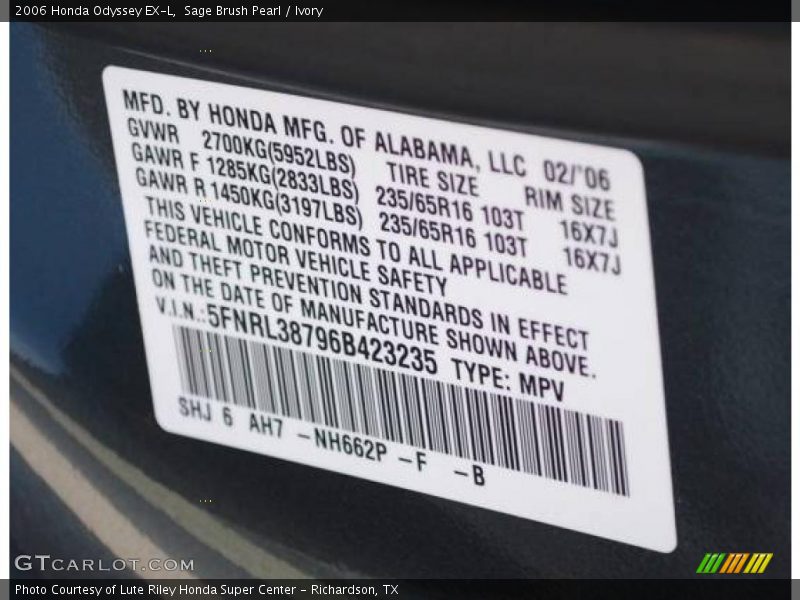 2006 Honda Odyssey EX-L, Sage Brush Pearl / Ivory
MFD. BY HONDA MFG. OF ALABAMA, LLC 02/'06
GVWR 2700KG(5952LBS) TIRE SIZE RIM SIZE
GAWR F 1285KG(2833LBS) 235/65R16 103T 16X7J
GAWR R 1450KG(3197LBS) 235/65R16 103T 16X7J
THIS VEHICLE CONFORMS TO ALL APPLICABLE
FEDERAL MOTOR VEHICLE SAFETY
AND THEFT PREVENTION STANDARDS IN EFFECT
ON THE DATE OF MANUFACTURE SHOWN ABOVE.
V.I.N.: 5FNRL38796B423235 TYPE: MPV
SHJ 6 AH7 -NH662P -F -B
GTCARLOT.COM
Photo Courtesy of Lute Riley Honda Super Center - Richardson, TX